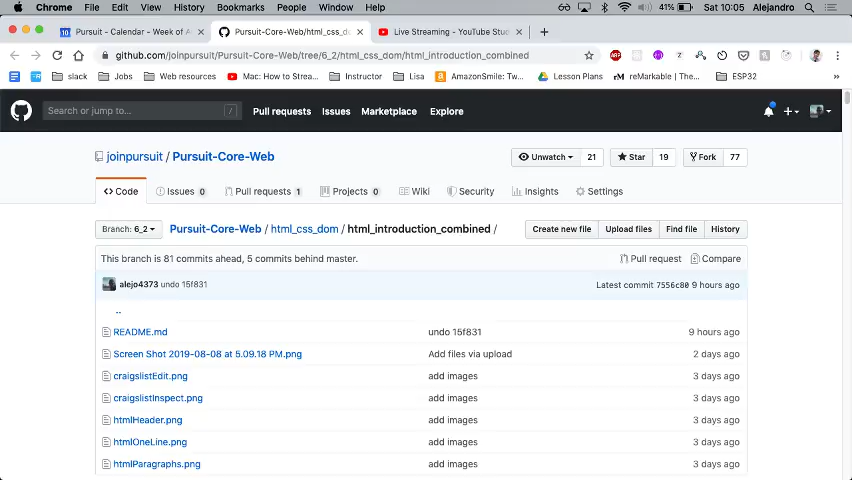 Chrome File Edit View History Bookmarks People Window Help 41% Sat 10:05 Alejandro
Pursuit - Calendar - Week of A
Pursuit-Core-Web/html_css_do
Live Streaming - YouTube Stud
github.com/joinpursuit/Pursuit-Core-Web/tree/6_2/html_css_dom/html_introduction_combined
slack Jobs Web resources Mac: How to Strea... Instructor Lisa AmazonSmile: Tw... Lesson Plans reMarkable | The... ESP32
Search or jump to... / Pull requests Issues Marketplace Explore
joinpursuit / Pursuit-Core-Web Unwatch 21 Star 19 Fork 77
Code Issues 0 Pull requests 1 Projects 0 Wiki Security Insights Settings
Branch: 6_2 Pursuit-Core-Web / html_css_dom / html_introduction_combined / Create new file Upload files Find file History
This branch is 81 commits ahead, 5 commits behind master. Pull request Compare
alejo4373 undo 15f831 Latest commit 7556c80 9 hours ago
..
README.md undo 15f831 9 hours ago
Screen Shot 2019-08-08 at 5.09.18 PM.png Add files via upload 2 days ago
craigslistEdit.png add images 3 days ago
craigslistInspect.png add images 3 days ago
htmlHeader.png add images 3 days ago
htmlOneLine.png add images 3 days ago
htmlParagraphs.png add images 3 days ago